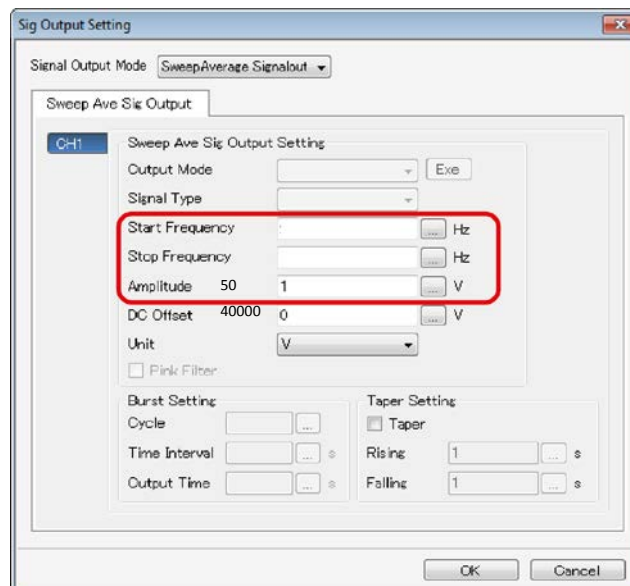 Sig Output Setting
Signal Output Mode SweepAverage Signalout
Sweep Ave Sig Output
CH1
Sweep Ave Sig Output Setting
Output Mode Exe
Signal Type
Start Frequency ... Hz
Stop Frequency ... Hz
Amplitude 50 1 ... V
DC Offset 40000 0 ... V
Unit V
Pink Filter
Burst Setting
Cycle ...
Time Interval ... s
Output Time ... s
Taper Setting
Taper
Rising 1 ... s
Falling 1 ... s
OK Cancel